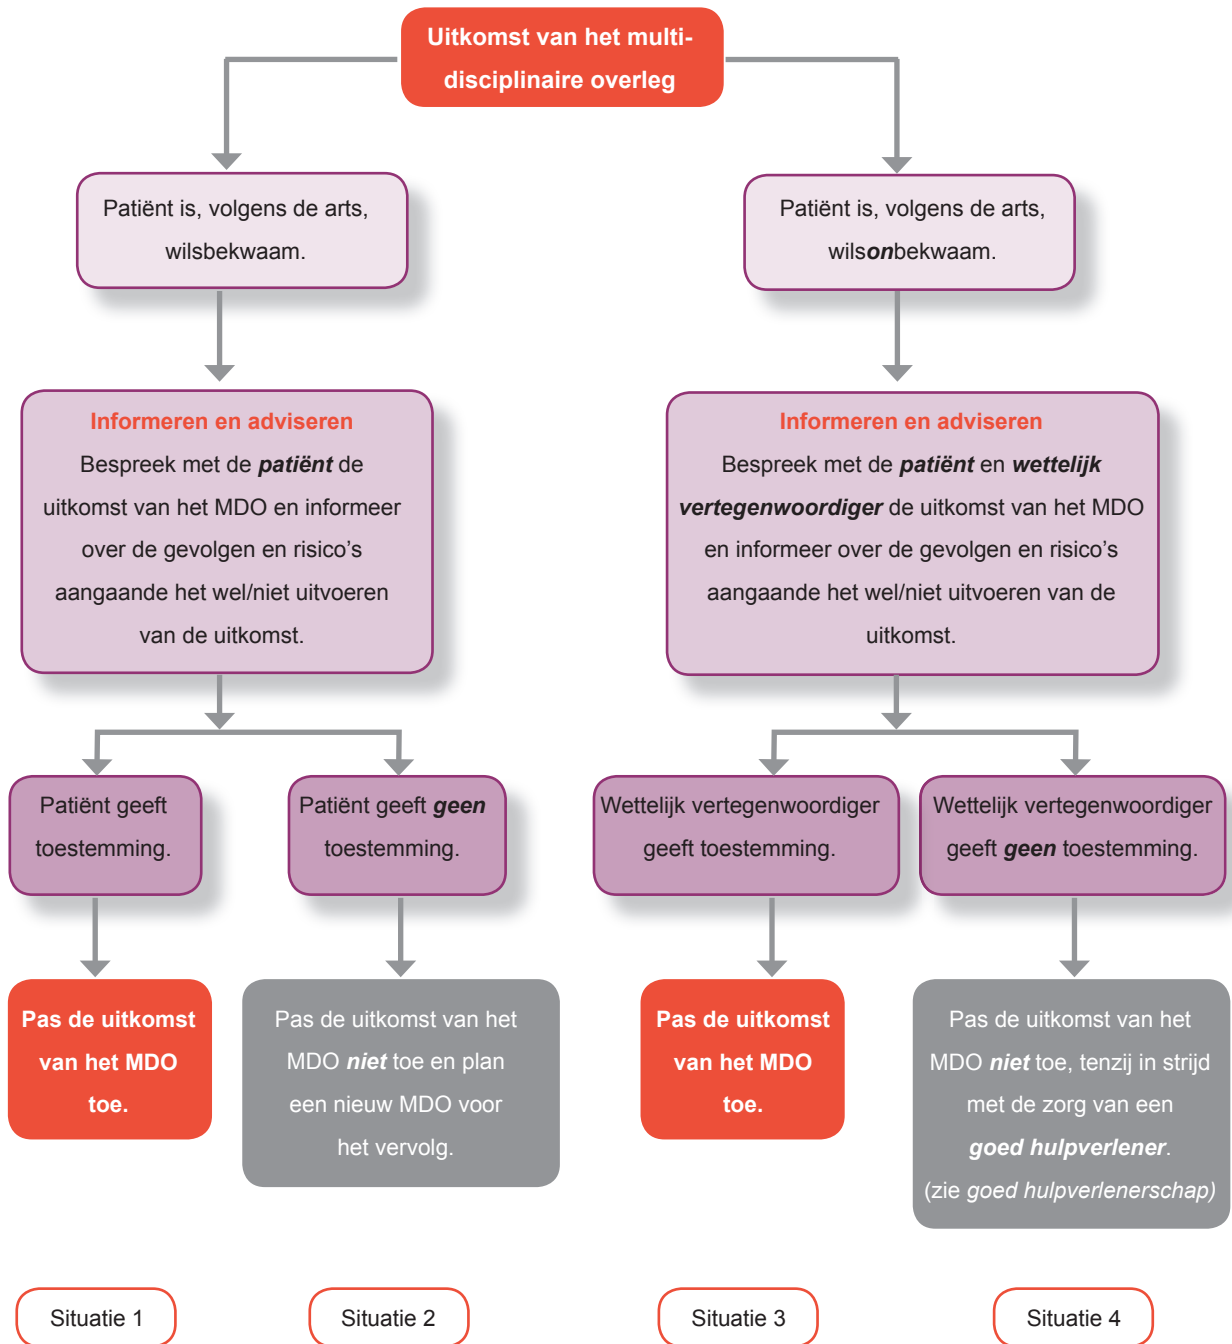 Uitkomst van het multi-
disciplinaire overleg
Patiënt is, volgens de arts,
wilsbekwaam.
Patiënt is, volgens de arts,
wilsonbekwaam.
Informeren en adviseren
Bespreek met de patiënt de
uitkomst van het MDO en informeer
over de gevolgen en risico's
aangaande het wel/niet uitvoeren
van de uitkomst.
Informeren en adviseren
Bespreek met de patiënt en wettelijk
vertegenwoordiger de uitkomst van het MDO
en informeer over de gevolgen en risico's
aangaande het wel/niet uitvoeren van de
uitkomst.
Patiënt geeft
toestemming.
Patiënt geeft geen
toestemming.
Wettelijk vertegenwoordiger
geeft toestemming.
Wettelijk vertegenwoordiger
geeft geen toestemming.
Pas de uitkomst
van het MDO
toe.
Pas de uitkomst van het
MDO niet toe en plan
een nieuw MDO voor
het vervolg.
Pas de uitkomst
van het MDO
toe.
Pas de uitkomst van het
MDO niet toe, tenzij in strijd
met de zorg van een
goed hulpverlener.
(zie goed hulpverlenerschap)
Situatie 1
Situatie 2
Situatie 3
Situatie 4